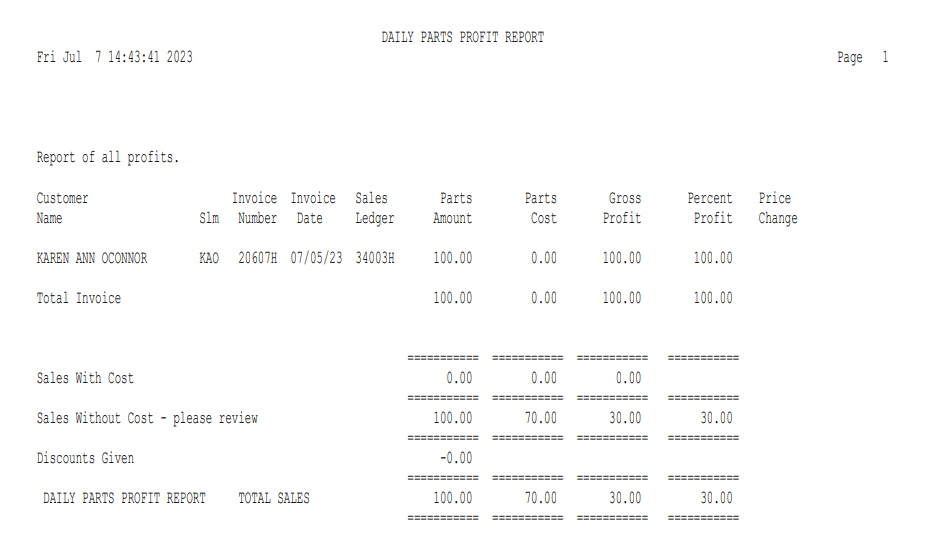 DAILY PARTS PROFIT REPORT
Fri Jul  7 14:43:41 2023 Page 1
Report of all profits.
Customer Invoice Invoice Sales Parts Parts Gross Percent Price
Name Slm Number Date Ledger Amount Cost Profit Profit Change
KAREN ANN OCONNOR KAO 20607H 07/05/23 34003H 100.00 0.00 100.00 100.00
Total Invoice 100.00 0.00 100.00 100.00
=========== =========== =========== ===========
Sales With Cost 0.00 0.00 0.00
=========== =========== =========== ===========
Sales Without Cost - please review 100.00 70.00 30.00 30.00
=========== =========== =========== ===========
Discounts Given -0.00
=========== =========== =========== ===========
DAILY PARTS PROFIT REPORT TOTAL SALES 100.00 70.00 30.00 30.00
=========== =========== =========== ===========